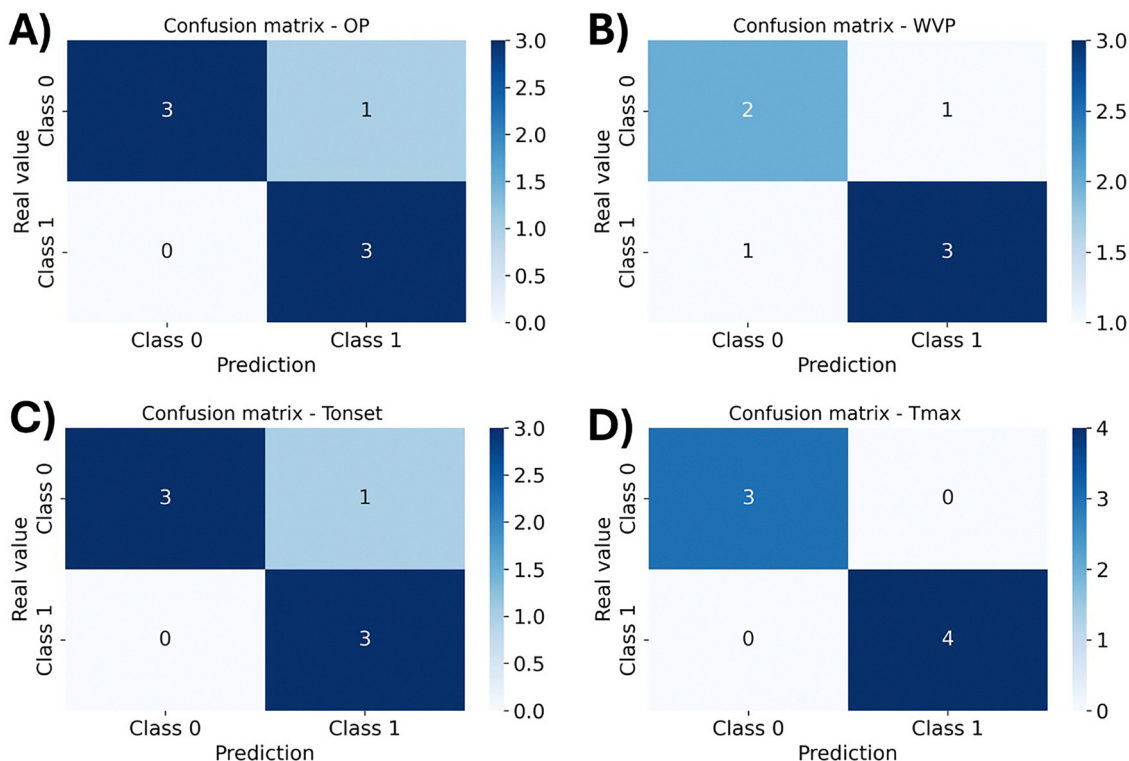 A)
Confusion matrix - OP
Real value
Class 0
Class 1
3
1
0
3
Class 0
Class 1
Prediction
3.0
2.5
2.0
1.5
1.0
0.5
0.0
B)
Confusion matrix - WVP
Real value
Class 0
Class 1
2
1
1
3
Class 0
Class 1
Prediction
3.0
2.5
2.0
1.5
1.0
C)
Confusion matrix - Tonset
Real value
Class 0
Class 1
3
1
0
3
Class 0
Class 1
Prediction
3.0
2.5
2.0
1.5
1.0
0.5
0.0
D)
Confusion matrix - Tmax
Real value
Class 0
Class 1
3
0
0
4
Class 0
Class 1
Prediction
4
3
2
1
0